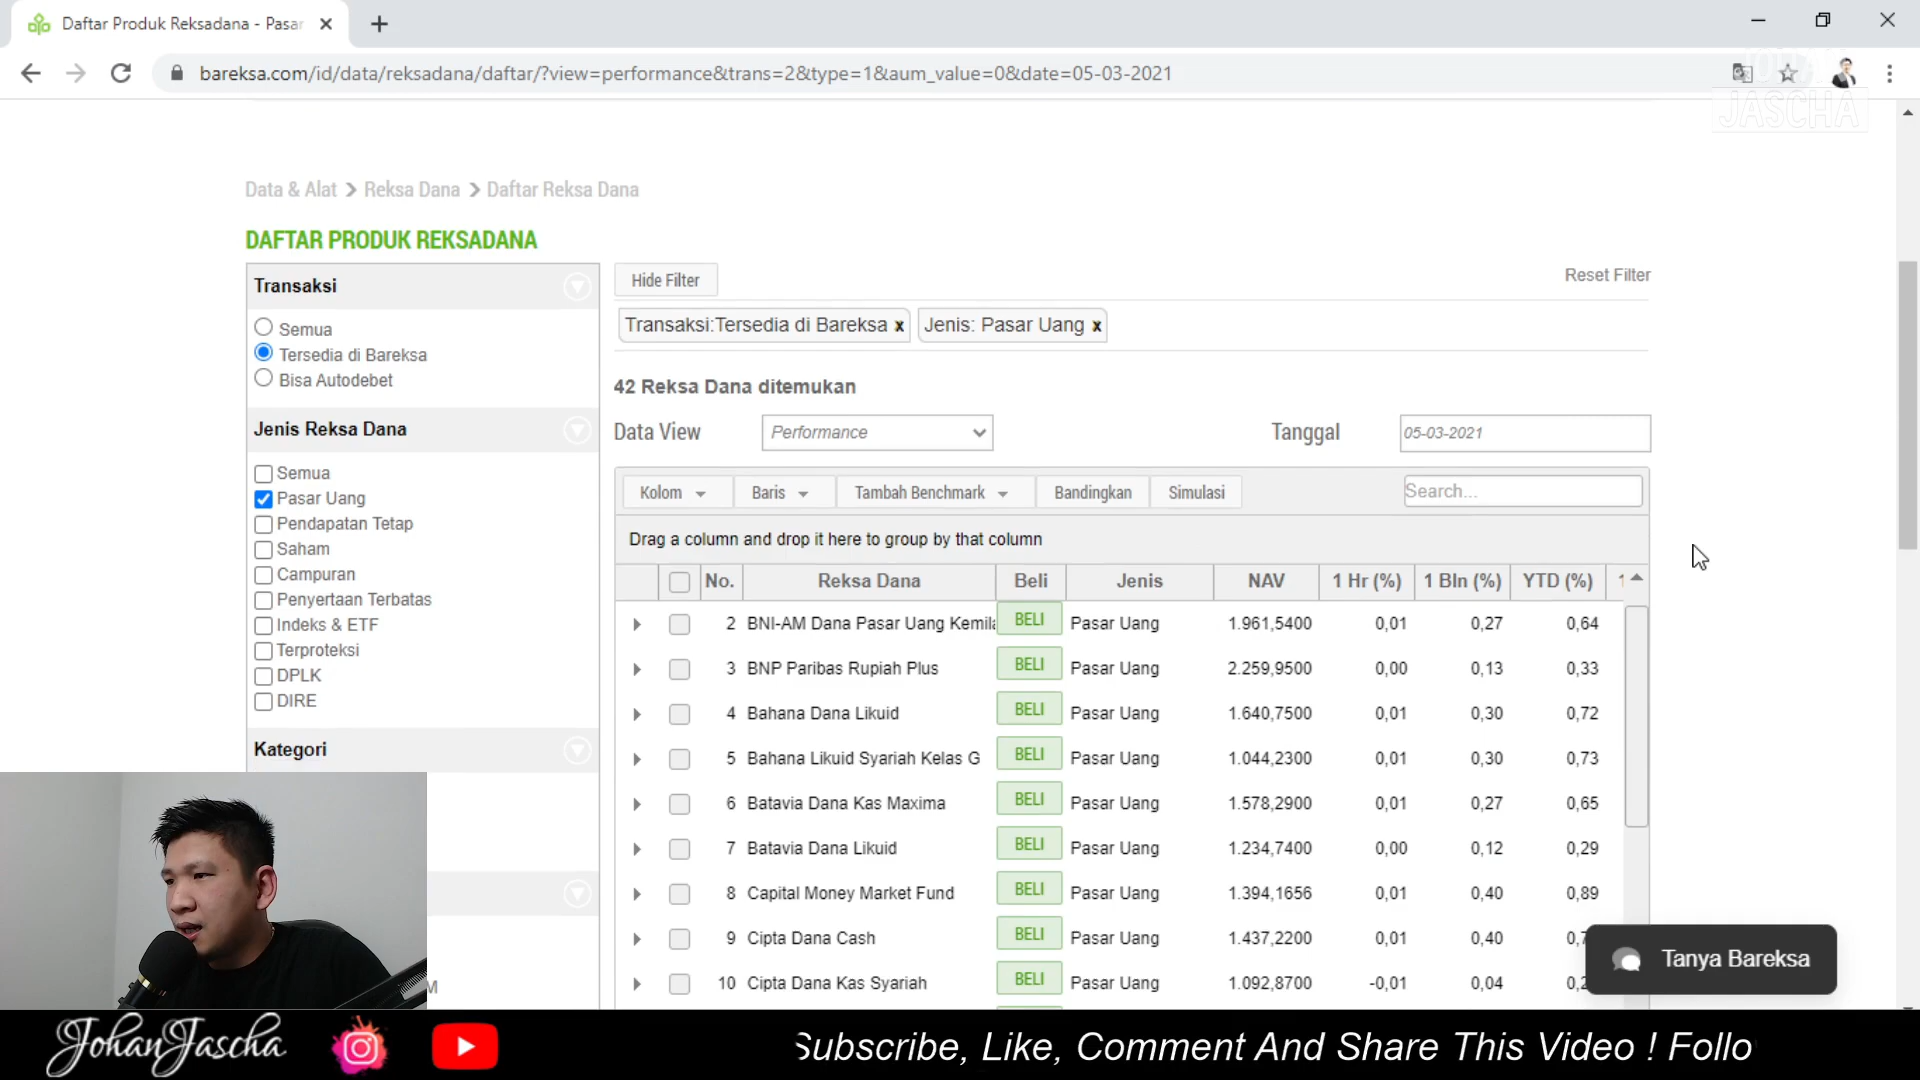 Daftar Produk Reksadana - Pasar
bareksa.com/id/data/reksadana/daftar/?view=performance&trans=2&type=1&aum_value=0&date=05-03-2021
JASCHA
Data & Alat > Reksa Dana > Daftar Reksa Dana
DAFTAR PRODUK REKSADANA
Transaksi
Semua
Tersedia di Bareksa
Bisa Autodebet
Jenis Reksa Dana
Semua
Pasar Uang
Pendapatan Tetap
Saham
Campuran
Penyertaan Terbatas
Indeks & ETF
Terproteksi
DPLK
DIRE
Kategori
Hide Filter
Reset Filter
Transaksi:Tersedia di Bareksa x Jenis: Pasar Uang x
42 Reksa Dana ditemukan
Data View Performance Tanggal 05-03-2021
Kolom Baris Tambah Benchmark Bandingkan Simulasi Search...
Drag a column and drop it here to group by that column
No. Reksa Dana Beli Jenis NAV 1 Hr (%) 1 Bln (%) YTD (%)
2 BNI-AM Dana Pasar Uang Kemila BELI Pasar Uang 1.961,5400 0,01 0,27 0,64
3 BNP Paribas Rupiah Plus BELI Pasar Uang 2.259,9500 0,00 0,13 0,33
4 Bahana Dana Likuid BELI Pasar Uang 1.640,7500 0,01 0,30 0,72
5 Bahana Likuid Syariah Kelas G BELI Pasar Uang 1.044,2300 0,01 0,30 0,73
6 Batavia Dana Kas Maxima BELI Pasar Uang 1.578,2900 0,01 0,27 0,65
7 Batavia Dana Likuid BELI Pasar Uang 1.234,7400 0,00 0,12 0,29
8 Capital Money Market Fund BELI Pasar Uang 1.394,1656 0,01 0,40 0,89
9 Cipta Dana Cash BELI Pasar Uang 1.437,2200 0,01 0,40
10 Cipta Dana Kas Syariah BELI Pasar Uang 1.092,8700 -0,01 0,04
Tanya Bareksa
JohanJascha
Subscribe, Like, Comment And Share This Video ! Follo